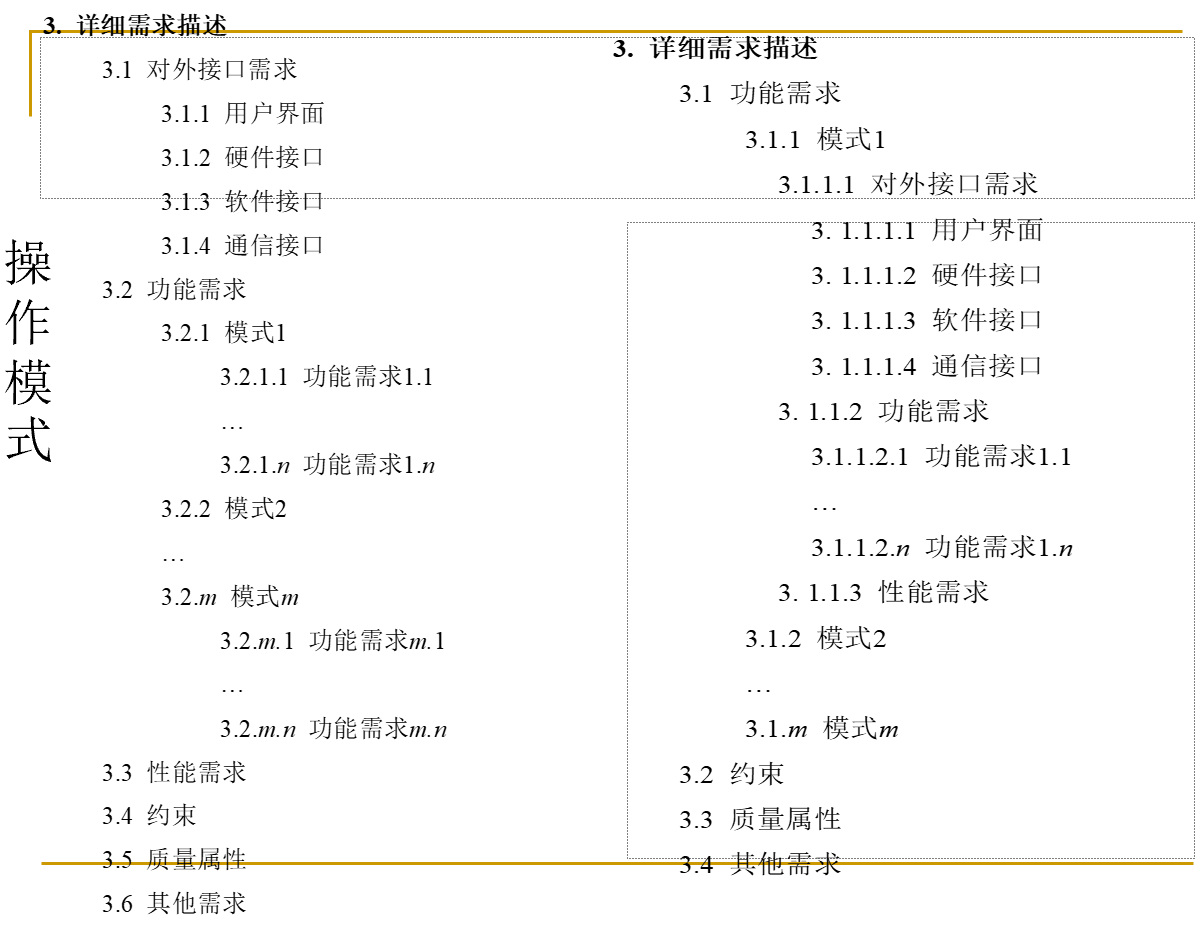 3. 详细需求描述
3.1 对外接口需求
3.1.1 用户界面
3.1.2 硬件接口
3.1.3 软件接口
3.1.4 通信接口
3.2 功能需求
3.2.1 模式1
3.2.1.1 功能需求1.1
…
3.2.1.n 功能需求1.n
3.2.2 模式2
…
3.2.m 模式m
3.2.m.1 功能需求m.1
…
3.2.m.n 功能需求m.n
3.3 性能需求
3.4 约束
3.5 质量属性
3.6 其他需求
3. 详细需求描述
3.1 功能需求
3.1.1 模式1
3.1.1.1 对外接口需求
3. 1.1.1.1 用户界面
3. 1.1.1.2 硬件接口
3. 1.1.1.3 软件接口
3. 1.1.1.4 通信接口
3. 1.1.2 功能需求
3.1.1.2.1 功能需求1.1
…
3.1.1.2.n 功能需求1.n
3. 1.1.3 性能需求
3.1.2 模式2
…
3.1.m 模式m
3.2 约束
3.3 质量属性
3.4 其他需求
操作模式